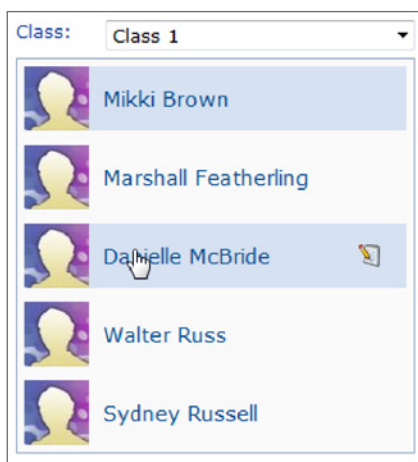 Class: Class 1
Mikki Brown
Marshall Featherling
Danielle McBride
Walter Russ
Sydney Russell